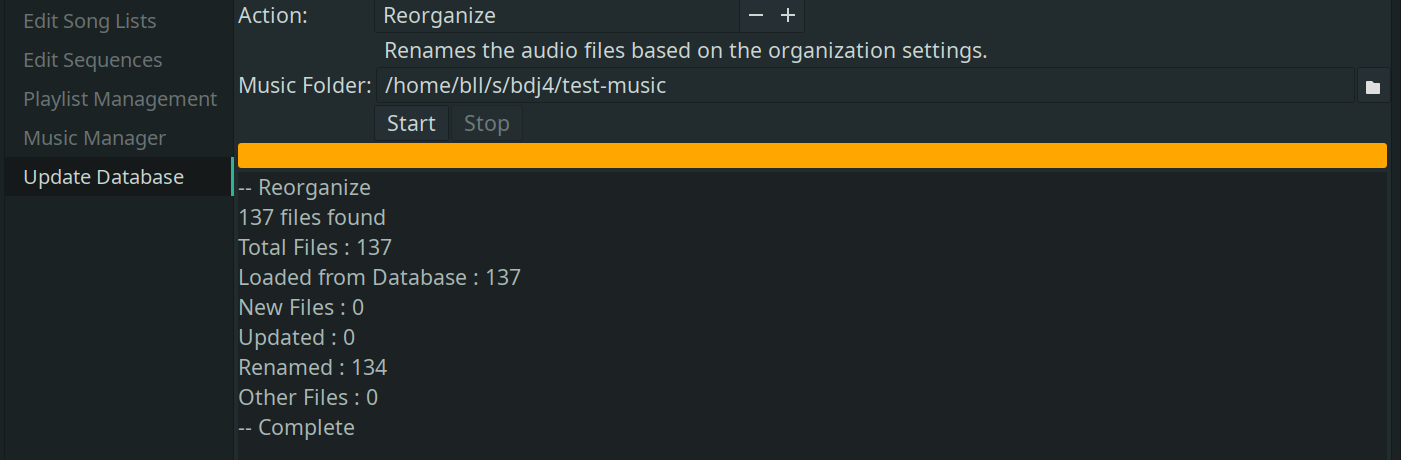 Edit Song Lists
Edit Sequences
Playlist Management
Music Manager
Update Database
Action: Reorganize − +
Renames the audio files based on the organization settings.
Music Folder: /home/bll/s/bdj4/test-music
Start Stop
-- Reorganize
137 files found
Total Files : 137
Loaded from Database : 137
New Files : 0
Updated : 0
Renamed : 134
Other Files : 0
-- Complete